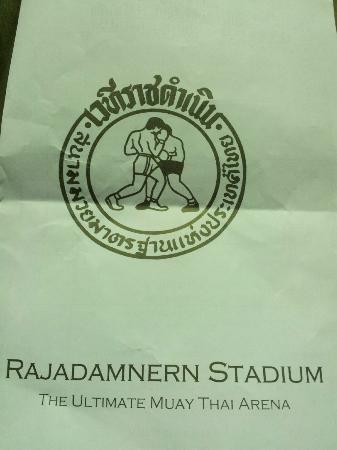 เวทีราชดำเนิน
สนามมวยมาตรฐานแห่งประเทศไทย
RAJADAMNERN STADIUM
THE ULTIMATE MUAY THAI ARENA